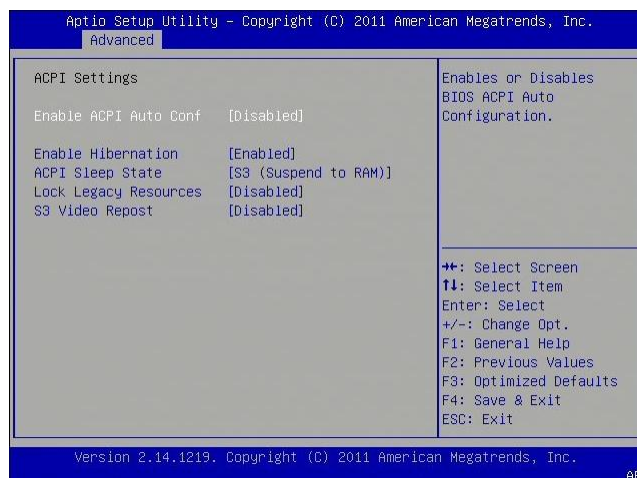 Aptio Setup Utility – Copyright (C) 2011 American Megatrends, Inc.
Advanced
ACPI Settings
Enable ACPI Auto Conf [Disabled]
Enable Hibernation [Enabled]
ACPI Sleep State [S3 (Suspend to RAM)]
Lock Legacy Resources [Disabled]
S3 Video Repost [Disabled]
Enables or Disables
BIOS ACPI Auto
Configuration.
→←: Select Screen
↑↓: Select Item
Enter: Select
+/-: Change Opt.
F1: General Help
F2: Previous Values
F3: Optimized Defaults
F4: Save & Exit
ESC: Exit
Version 2.14.1219. Copyright (C) 2011 American Megatrends, Inc.